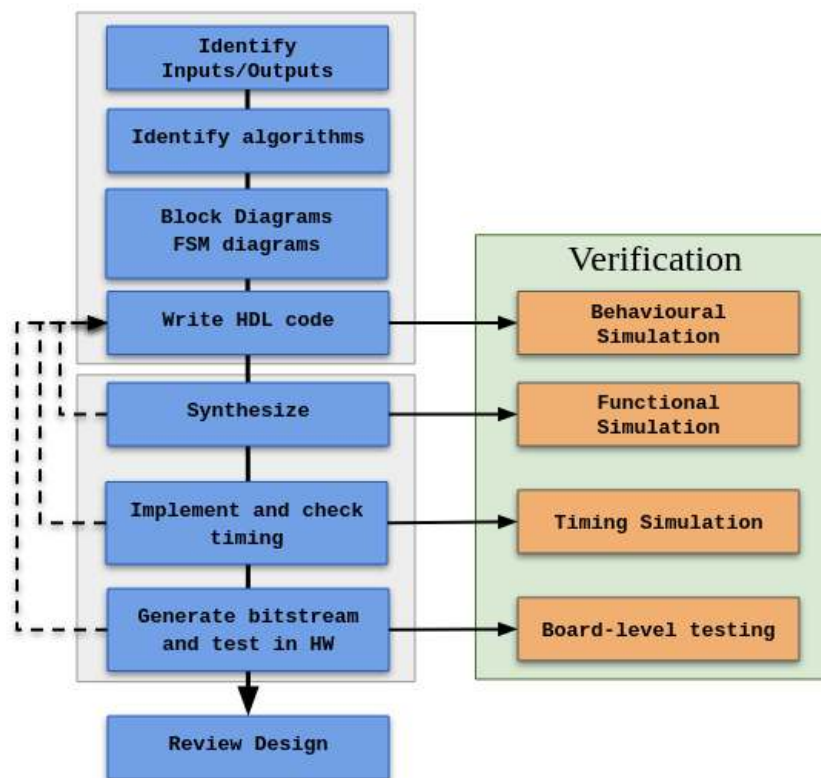 Identify
Inputs/Outputs
Identify algorithms
Block Diagrams
FSM diagrams
Write HDL code
Synthesize
Implement and check
timing
Generate bitstream
and test in HW
Review Design
Verification
Behavioural
Simulation
Functional
Simulation
Timing Simulation
Board-level testing